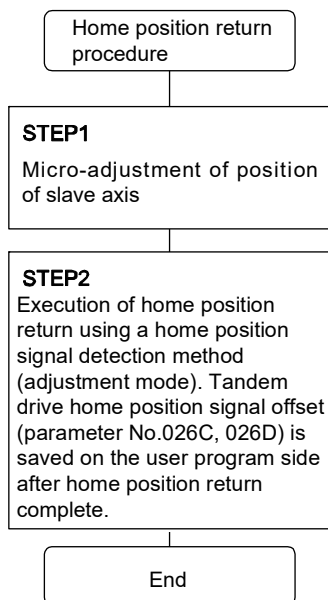 Home position return
procedure
STEP1
Micro-adjustment of position
of slave axis
STEP2
Execution of home position
return using a home position
signal detection method
(adjustment mode). Tandem
drive home position signal offset
(parameter No.026C, 026D) is
saved on the user program side
after home position return
complete.
End